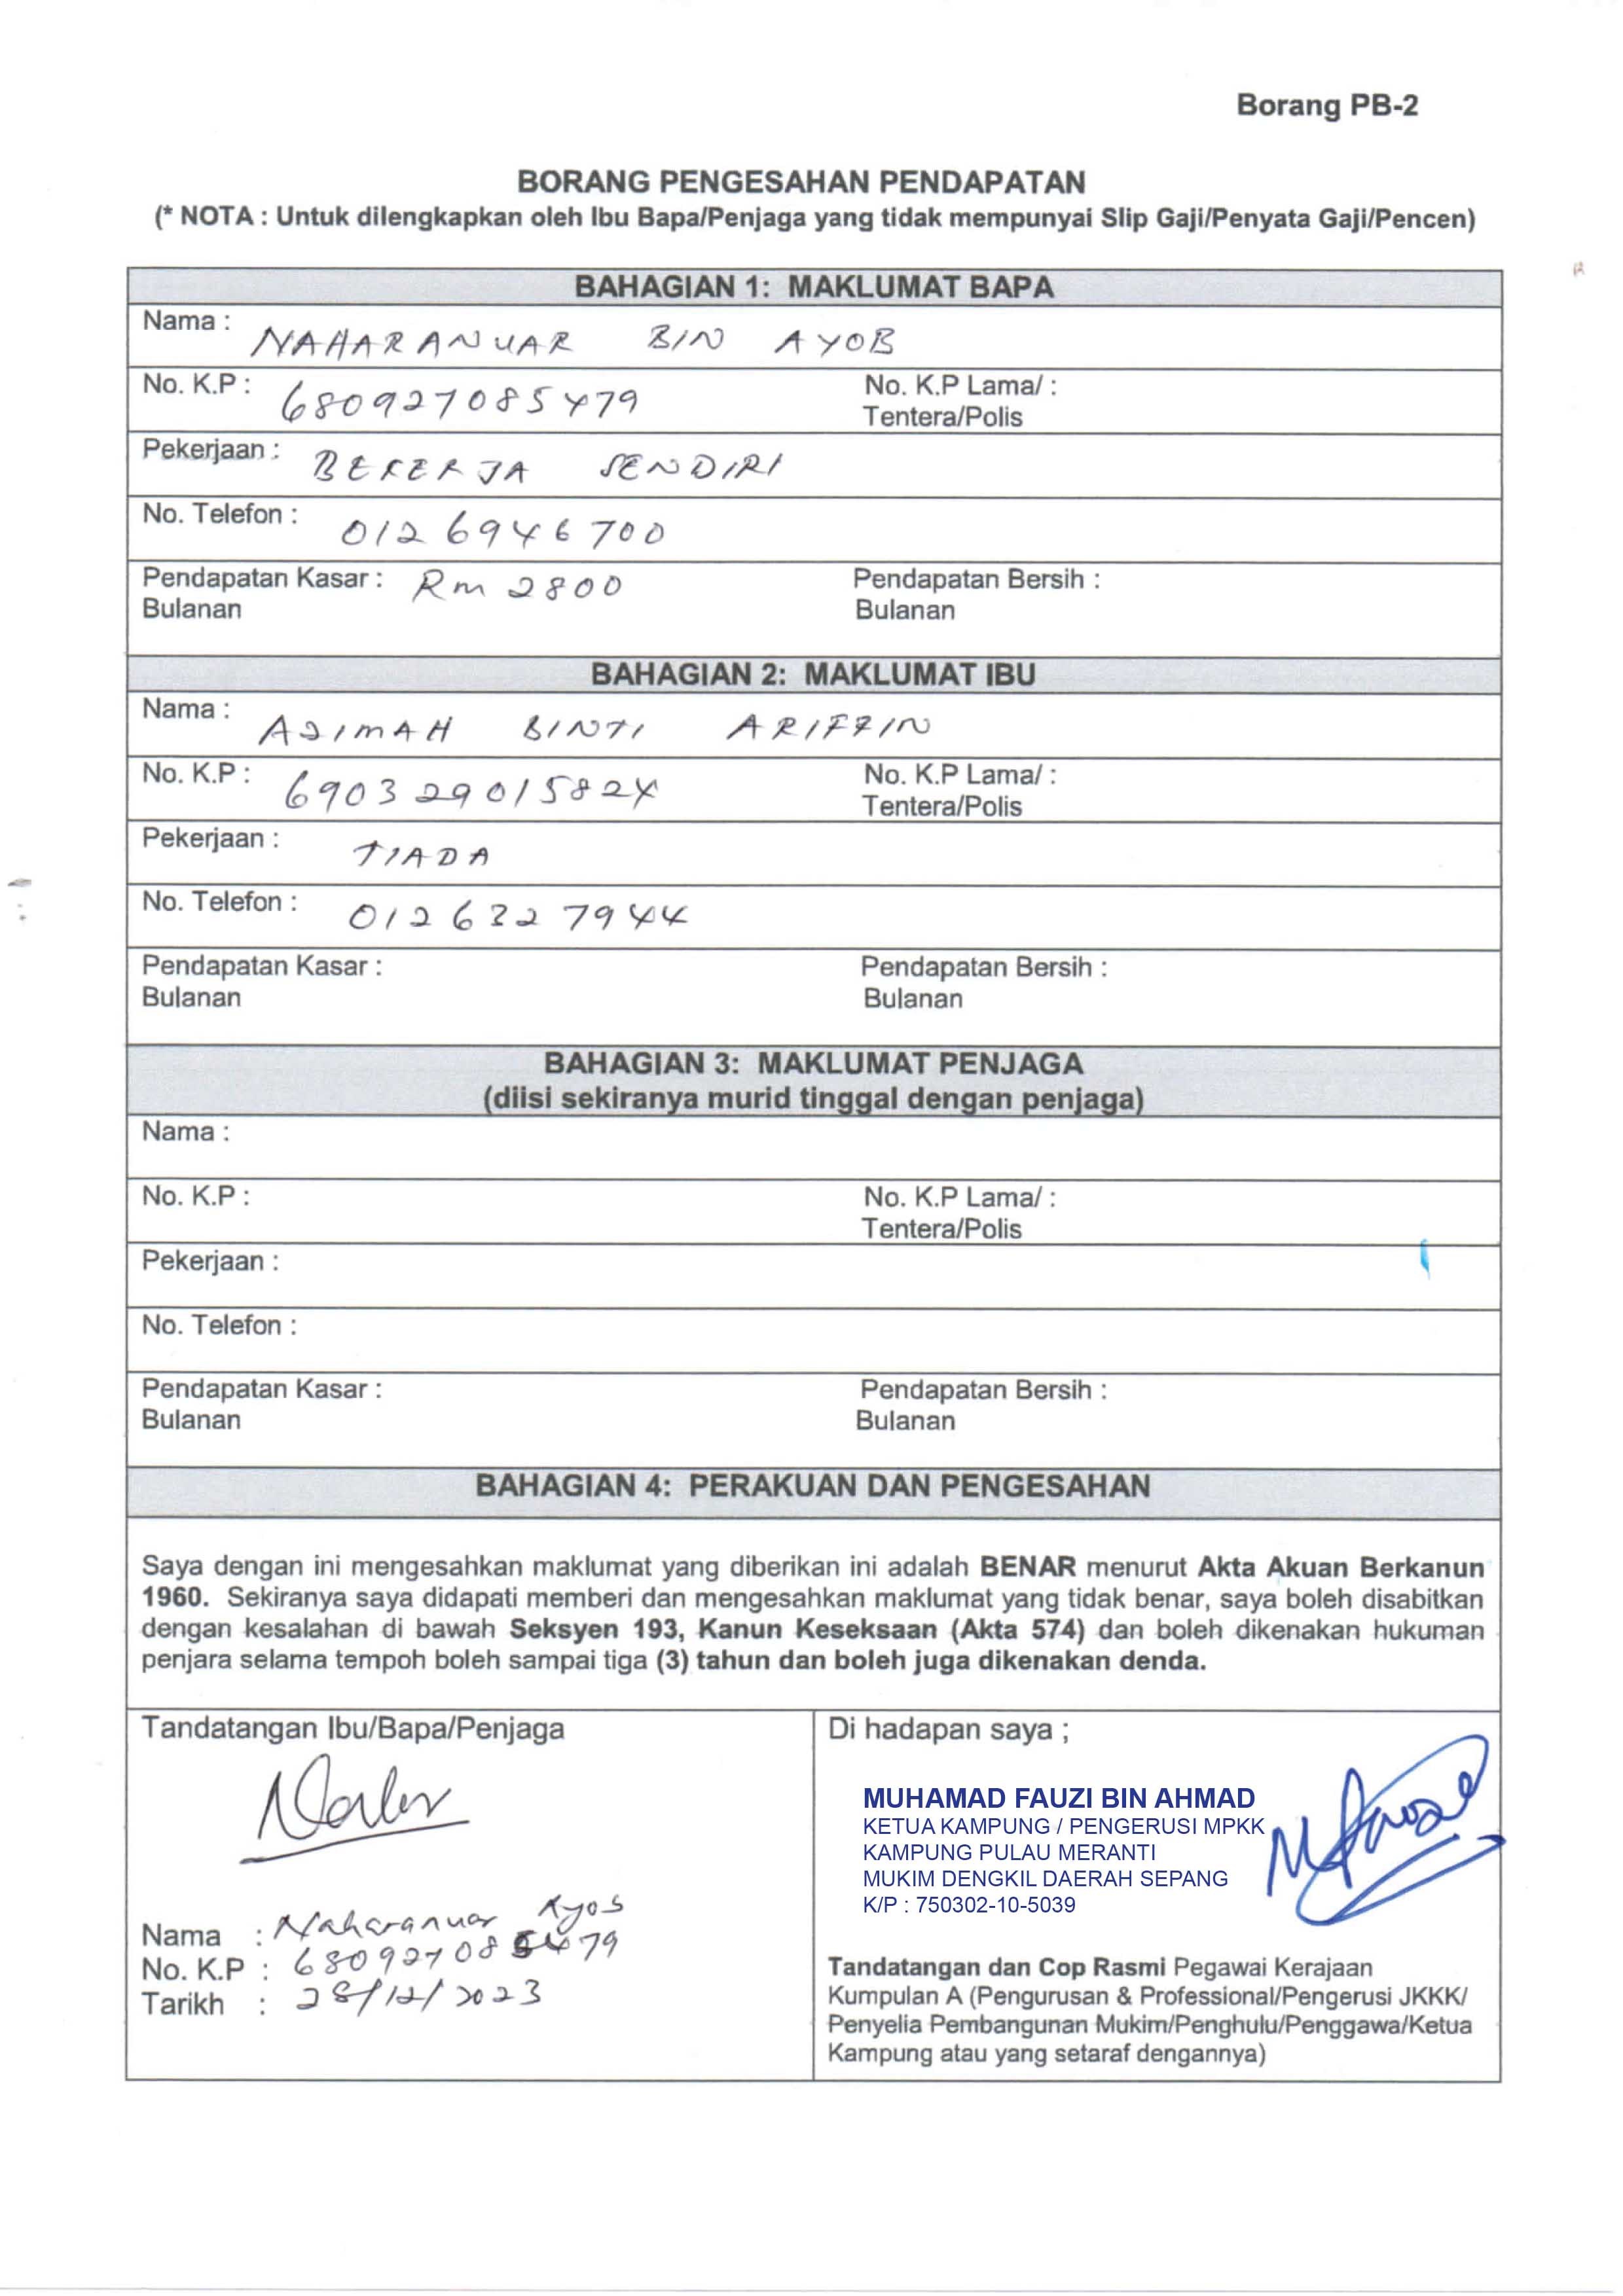 Borang PB-2
BORANG PENGESAHAN PENDAPATAN
(* NOTA : Untuk dilengkapkan oleh Ibu Bapa/Penjaga yang tidak mempunyai Slip Gaji/Penyata Gaji/Pencen)
BAHAGIAN 1: MAKLUMAT BAPA
Nama : NAHARANUAR BIN AYOB
No. K.P : 680927085479 No. K.P Lama/ :
Tentera/Polis
Pekerjaan : BEKERJA SENDIRI
No. Telefon : 0126946700
Pendapatan Kasar : Rm 2800 Pendapatan Bersih :
Bulanan Bulanan
BAHAGIAN 2: MAKLUMAT IBU
Nama : AZIMAH BINTI ARIFFIN
No. K.P : 690329015824 No. K.P Lama/ :
Tentera/Polis
Pekerjaan : TIADA
No. Telefon : 0126327944
Pendapatan Kasar : Pendapatan Bersih :
Bulanan Bulanan
BAHAGIAN 3: MAKLUMAT PENJAGA
(diisi sekiranya murid tinggal dengan penjaga)
Nama :
No. K.P : No. K.P Lama/ :
Tentera/Polis
Pekerjaan :
No. Telefon :
Pendapatan Kasar : Pendapatan Bersih :
Bulanan Bulanan
BAHAGIAN 4: PERAKUAN DAN PENGESAHAN
Saya dengan ini mengesahkan maklumat yang diberikan ini adalah BENAR menurut Akta Akuan Berkanun
1960. Sekiranya saya didapati memberi dan mengesahkan maklumat yang tidak benar, saya boleh disabitkan
dengan kesalahan di bawah Seksyen 193, Kanun Keseksaan (Akta 574) dan boleh dikenakan hukuman
penjara selama tempoh boleh sampai tiga (3) tahun dan boleh juga dikenakan denda.
Tandatangan Ibu/Bapa/Penjaga
Nama : Naharanuar Ayob
No. K.P : 680927085479
Tarikh : 28/12/2023
Di hadapan saya ;
MUHAMAD FAUZI BIN AHMAD
KETUA KAMPUNG / PENGERUSI MPKK
KAMPUNG PULAU MERANTI
MUKIM DENGKIL DAERAH SEPANG
K/P : 750302-10-5039
Tandatangan dan Cop Rasmi Pegawai Kerajaan
Kumpulan A (Pengurusan & Professional/Pengerusi JKKK/
Penyelia Pembangunan Mukim/Penghulu/Penggawa/Ketua
Kampung atau yang setaraf dengannya)